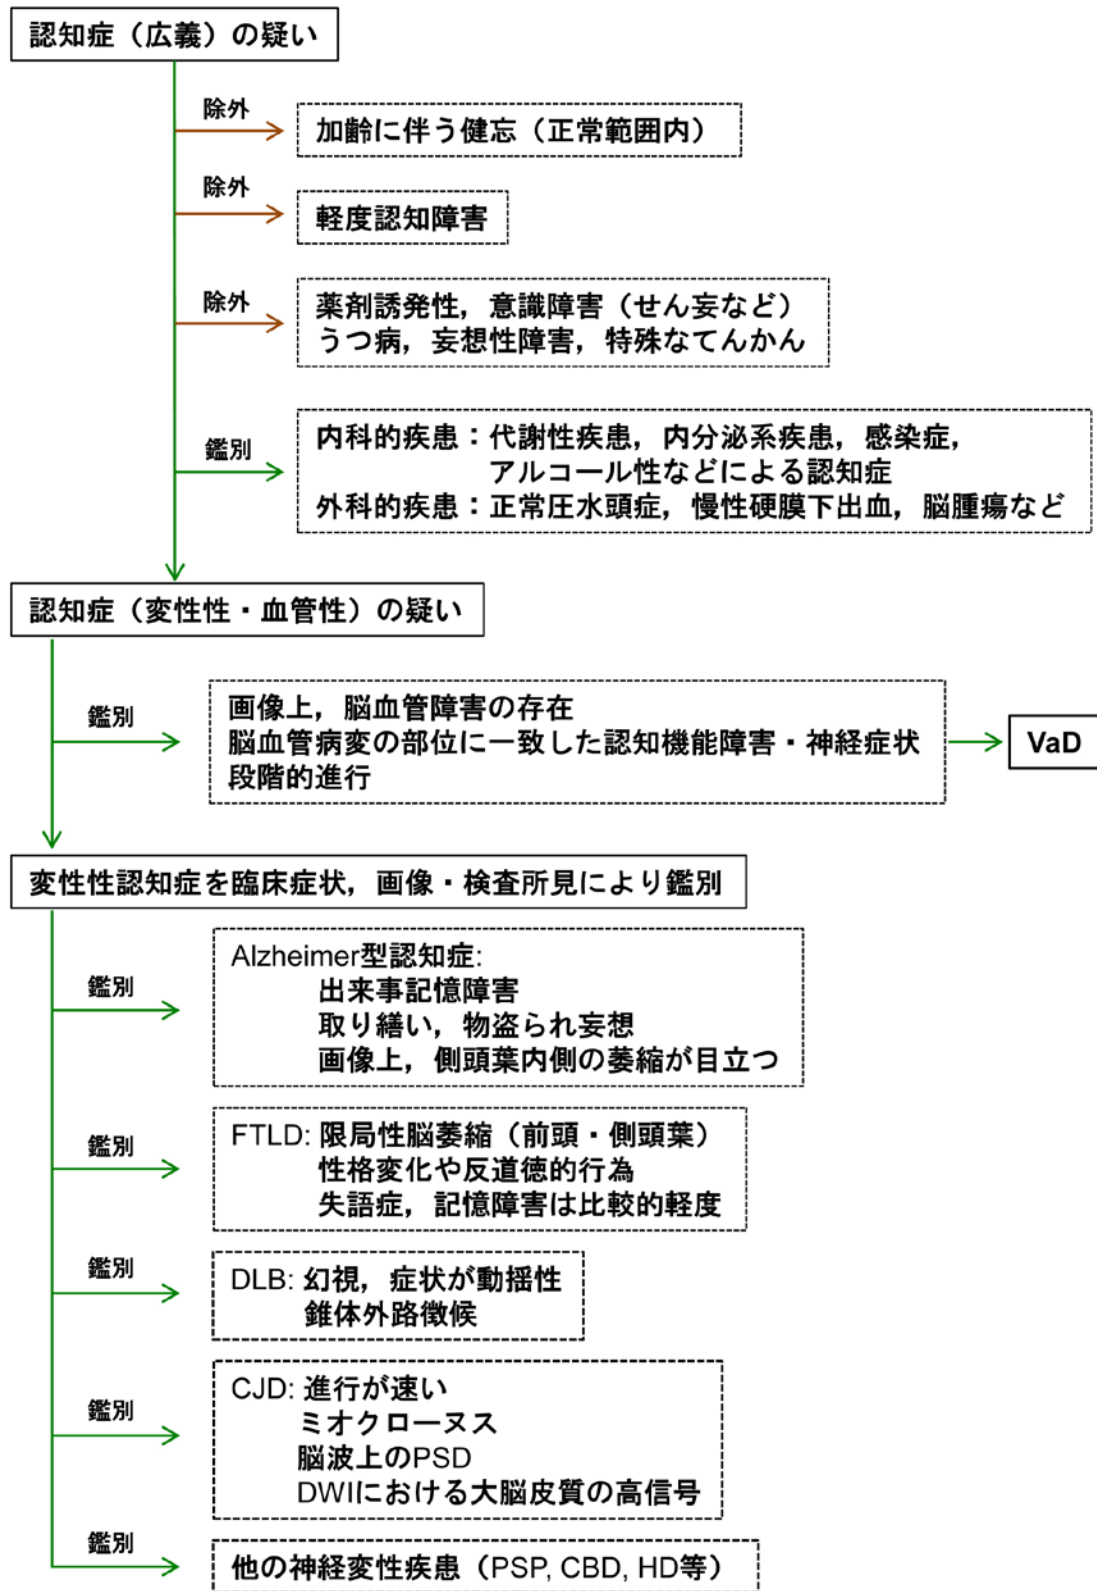 認知症（広義）の疑い
除外
加齢に伴う健忘（正常範囲内）
除外
軽度認知障害
除外
薬剤誘発性，意識障害（せん妄など）
うつ病，妄想性障害，特殊なてんかん
鑑別
内科的疾患：代謝性疾患，内分泌系疾患，感染症，
アルコール性などによる認知症
外科的疾患：正常圧水頭症，慢性硬膜下出血，脳腫瘍など
認知症（変性性・血管性）の疑い
鑑別
画像上，脳血管障害の存在
脳血管病変の部位に一致した認知機能障害・神経症状
段階的進行
VaD
変性性認知症を臨床症状，画像・検査所見により鑑別
鑑別
Alzheimer型認知症:
出来事記憶障害
取り繕い，物盗られ妄想
画像上，側頭葉内側の萎縮が目立つ
鑑別
FTLD: 限局性脳萎縮（前頭・側頭葉）
性格変化や反道徳的行為
失語症，記憶障害は比較的軽度
鑑別
DLB: 幻視，症状が動揺性
錐体外路徴候
鑑別
CJD: 進行が速い
ミオクローヌス
脳波上のPSD
DWIにおける大脳皮質の高信号
鑑別
他の神経変性疾患（PSP, CBD, HD等）